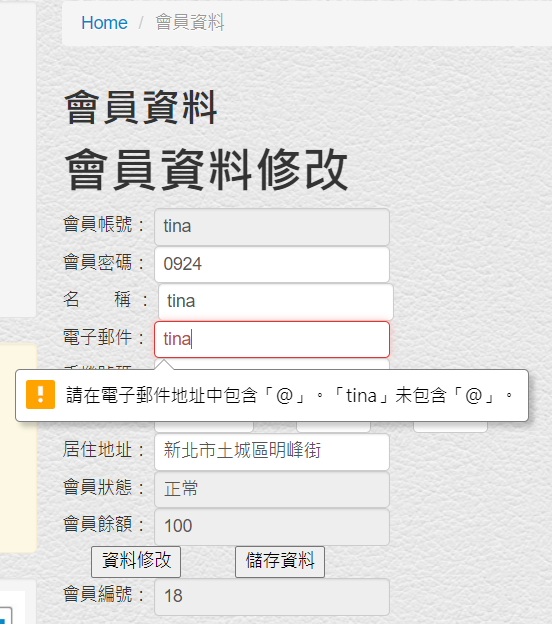 Home / 會員資料
會員資料
會員資料修改
會員帳號： tina
會員密碼： 0924
名 稱： tina
電子郵件： tina
請在電子郵件地址中包含「@」。「tina」未包含「@」。
居住地址： 新北市土城區明峰街
會員狀態： 正常
會員餘額： 100
資料修改 儲存資料
會員編號： 18